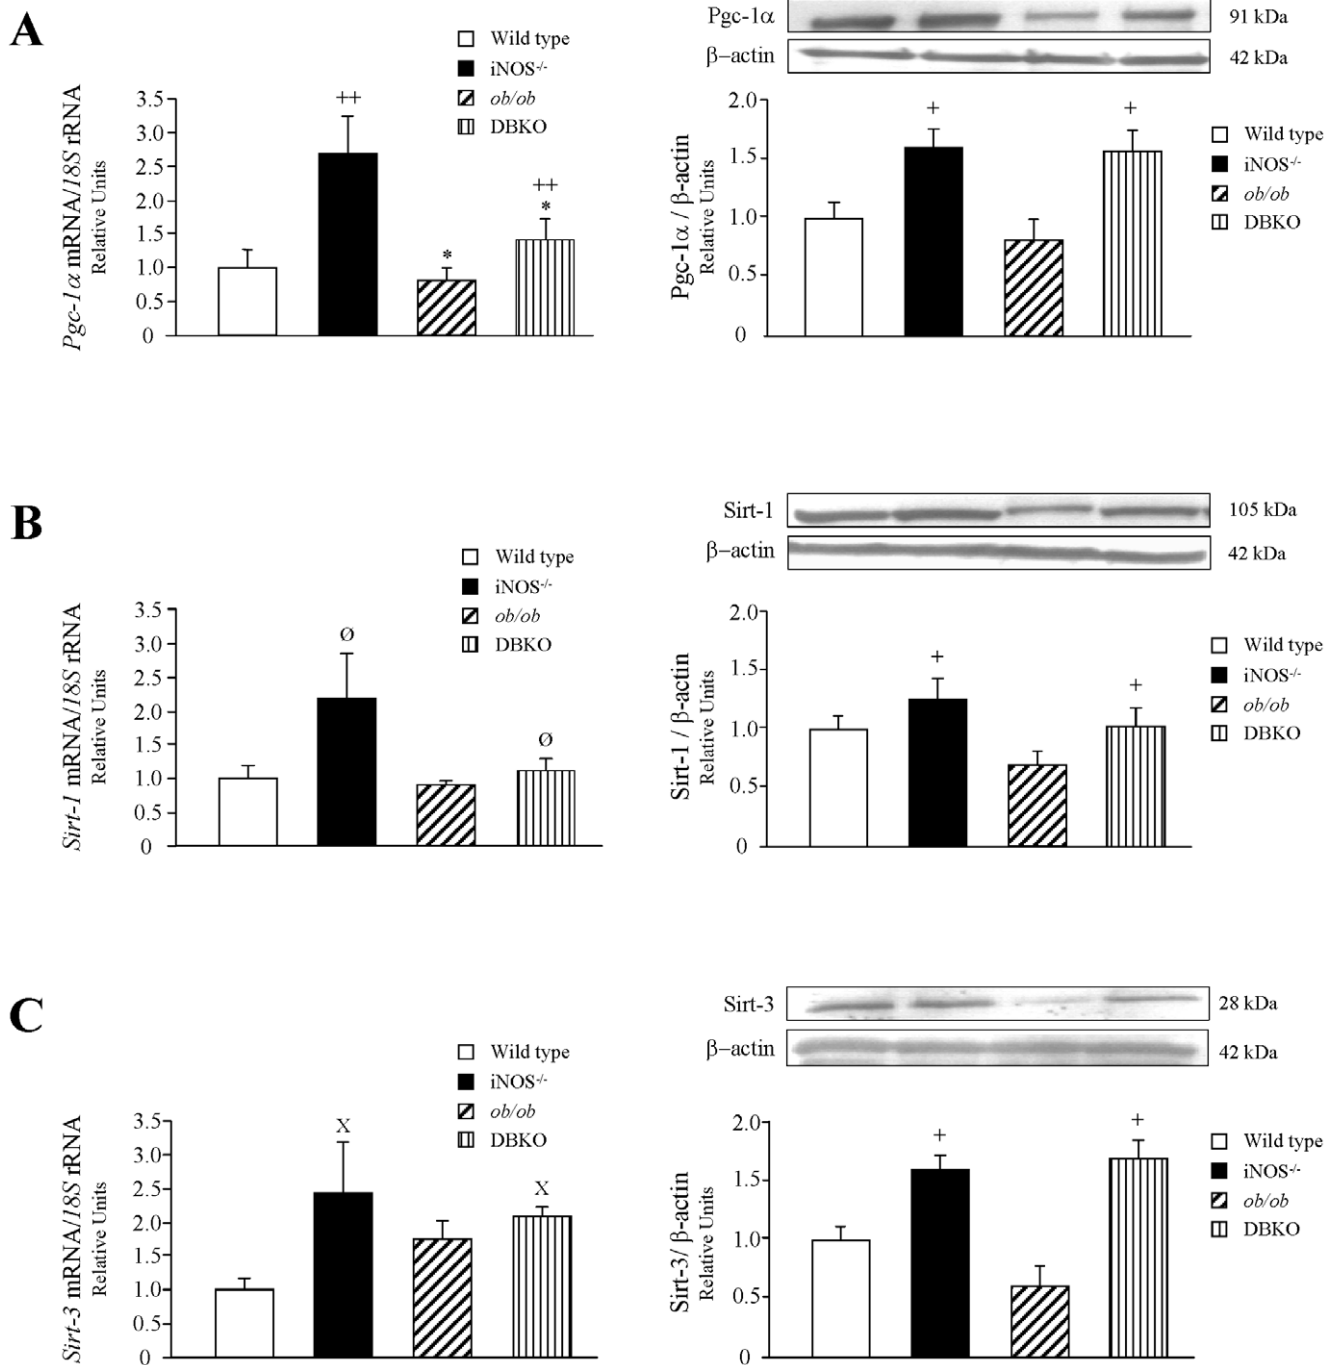 A
Wild type
iNOS-/-
ob/ob
DBKO
Pgc-1α mRNA/18S rRNA
Relative Units
3.5
3.0
2.5
2.0
1.5
1.0
0.5
0
++
*
++
*
Pgc-1α
91 kDa
β-actin
42 kDa
Pgc-1α / β-actin
Relative Units
2.0
1.5
1.0
0.5
0
+
+
Wild type
iNOS-/-
ob/ob
DBKO
B
Wild type
iNOS-/-
ob/ob
DBKO
Sirt-1 mRNA/18S rRNA
Relative Units
3.5
3.0
2.5
2.0
1.5
1.0
0.5
0
Ø
Ø
Sirt-1
105 kDa
β-actin
42 kDa
Sirt-1 / β-actin
Relative Units
2.0
1.5
1.0
0.5
0
+
+
Wild type
iNOS-/-
ob/ob
DBKO
C
Wild type
iNOS-/-
ob/ob
DBKO
Sirt-3 mRNA/18S rRNA
Relative Units
3.5
3.0
2.5
2.0
1.5
1.0
0.5
0
X
X
Sirt-3
28 kDa
β-actin
42 kDa
Sirt-3/ β-actin
Relative Units
2.0
1.5
1.0
0.5
0
+
+
Wild type
iNOS-/-
ob/ob
DBKO